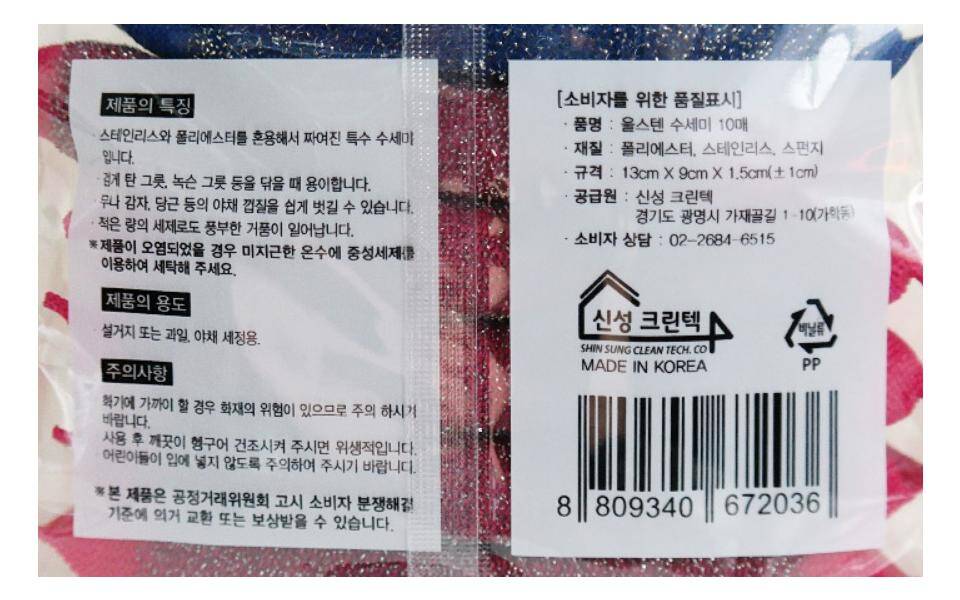 제품의 특징
· 스테인리스와 폴리에스터를 혼용해서 짜여진 특수 수세미
입니다.
· 검게 탄 그릇, 녹슨 그릇 등을 닦을 때 용이합니다.
· 무나 감자, 당근 등의 야채 껍질을 쉽게 벗길 수 있습니다.
· 적은 량의 세제로도 풍부한 거품이 일어납니다.
※ 제품이 오염되었을 경우 미지근한 온수에 중성세제를
이용하여 세탁해 주세요.
제품의 용도
· 설거지 또는 과일, 야채 세정용.
주의사항
화기에 가까이 할 경우 화재의 위험이 있으므로 주의 하시기
바랍니다.
사용 후 깨끗이 헹구어 건조시켜 주시면 위생적입니다.
어린아이들이 입에 넣지 않도록 주의하여 주시기 바랍니다.
※ 본 제품은 공정거래위원회 고시 소비자 분쟁해결
기준에 의거 교환 또는 보상받을 수 있습니다.
[소비자를 위한 품질표시]
· 품명 : 올스텐 수세미 10매
· 재질 : 폴리에스터, 스테인리스, 스펀지
· 규격 : 13cm X 9cm X 1.5cm(±1cm)
· 공급원 : 신성 크린텍
경기도 광명시 가재골길 1-10(가학동)
· 소비자 상담 : 02-2684-6515
신성 크린텍
SHIN SUNG CLEAN TECH. CO
MADE IN KOREA
비닐류
PP
8 809340 672036